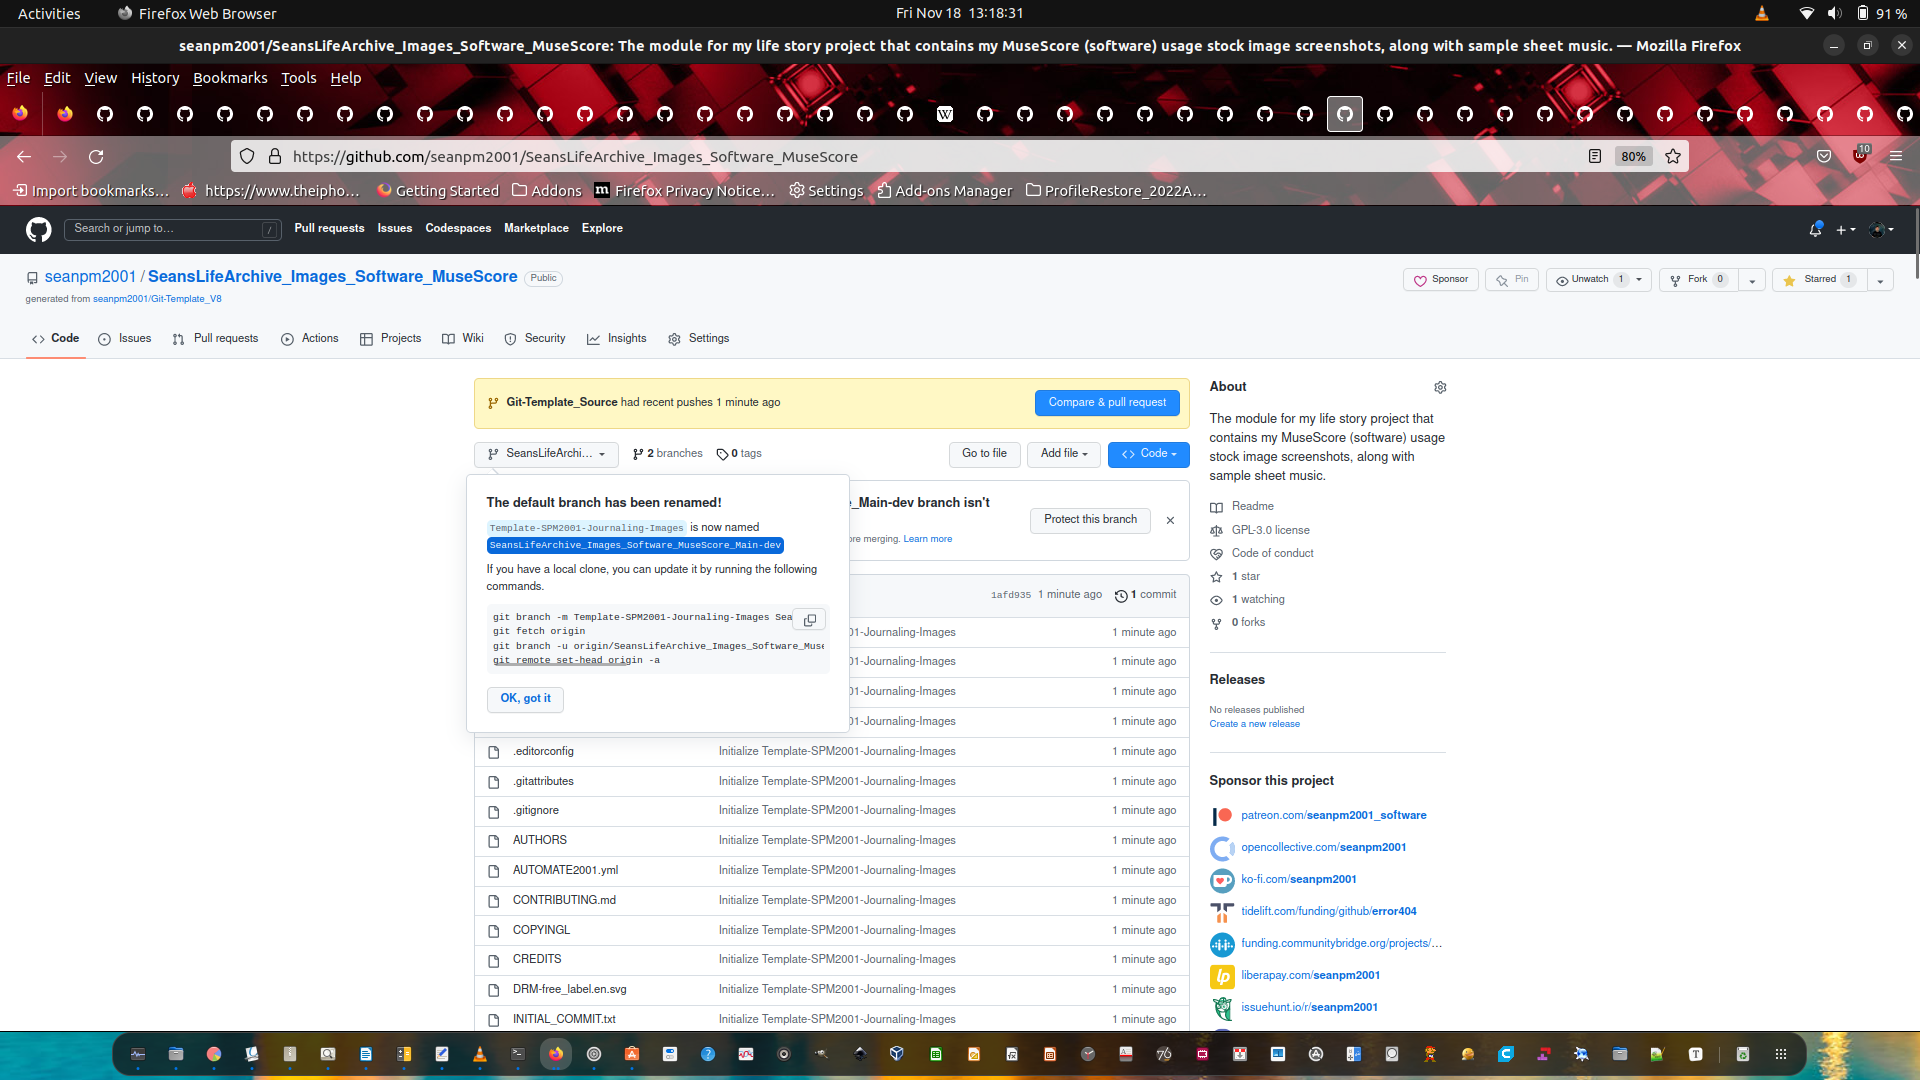 Activities
Firefox Web Browser
Fri Nov 18  13:18:31
91 %
seanpm2001/SeansLifeArchive_Images_Software_MuseScore: The module for my life story project that contains my MuseScore (software) usage stock image screenshots, along with sample sheet music. — Mozilla Firefox
File Edit View History Bookmarks Tools Help
https://github.com/seanpm2001/SeansLifeArchive_Images_Software_MuseScore
80%
10
Import bookmarks…
https://www.theipho…
Getting Started
Addons
Firefox Privacy Notice…
Settings
Add-ons Manager
ProfileRestore_2022A…
Search or jump to…
/
Pull requests
Issues
Codespaces
Marketplace
Explore
seanpm2001 / SeansLifeArchive_Images_Software_MuseScore
Public
Sponsor
Pin
Unwatch 1
Fork 0
Starred 1
generated from seanpm2001/Git-Template_V8
Code
Issues
Pull requests
Actions
Projects
Wiki
Security
Insights
Settings
Git-Template_Source had recent pushes 1 minute ago
Compare & pull request
SeansLifeArchi…
2 branches
0 tags
Go to file
Add file
Code
_Main-dev branch isn't
Protect this branch
ore merging. Learn more
The default branch has been renamed!
Template-SPM2001-Journaling-Images is now named
SeansLifeArchive_Images_Software_MuseScore_Main-dev
If you have a local clone, you can update it by running the following
commands.
git branch -m Template-SPM2001-Journaling-Images Sea
git fetch origin
git branch -u origin/SeansLifeArchive_Images_Software_Muse
git remote set-head origin -a
OK, got it
1afd935 1 minute ago
1 commit
01-Journaling-Images 1 minute ago
01-Journaling-Images 1 minute ago
01-Journaling-Images 1 minute ago
01-Journaling-Images 1 minute ago
.editorconfig Initialize Template-SPM2001-Journaling-Images 1 minute ago
.gitattributes Initialize Template-SPM2001-Journaling-Images 1 minute ago
.gitignore Initialize Template-SPM2001-Journaling-Images 1 minute ago
AUTHORS Initialize Template-SPM2001-Journaling-Images 1 minute ago
AUTOMATE2001.yml Initialize Template-SPM2001-Journaling-Images 1 minute ago
CONTRIBUTING.md Initialize Template-SPM2001-Journaling-Images 1 minute ago
COPYINGL Initialize Template-SPM2001-Journaling-Images 1 minute ago
CREDITS Initialize Template-SPM2001-Journaling-Images 1 minute ago
DRM-free_label.en.svg Initialize Template-SPM2001-Journaling-Images 1 minute ago
INITIAL_COMMIT.txt Initialize Template-SPM2001-Journaling-Images 1 minute ago
About
The module for my life story project that
contains my MuseScore (software) usage
stock image screenshots, along with
sample sheet music.
Readme
GPL-3.0 license
Code of conduct
1 star
1 watching
0 forks
Releases
No releases published
Create a new release
Sponsor this project
patreon.com/seanpm2001_software
opencollective.com/seanpm2001
ko-fi.com/seanpm2001
tidelift.com/funding/github/error404
funding.communitybridge.org/projects/…
liberapay.com/seanpm2001
issuehunt.io/r/seanpm2001